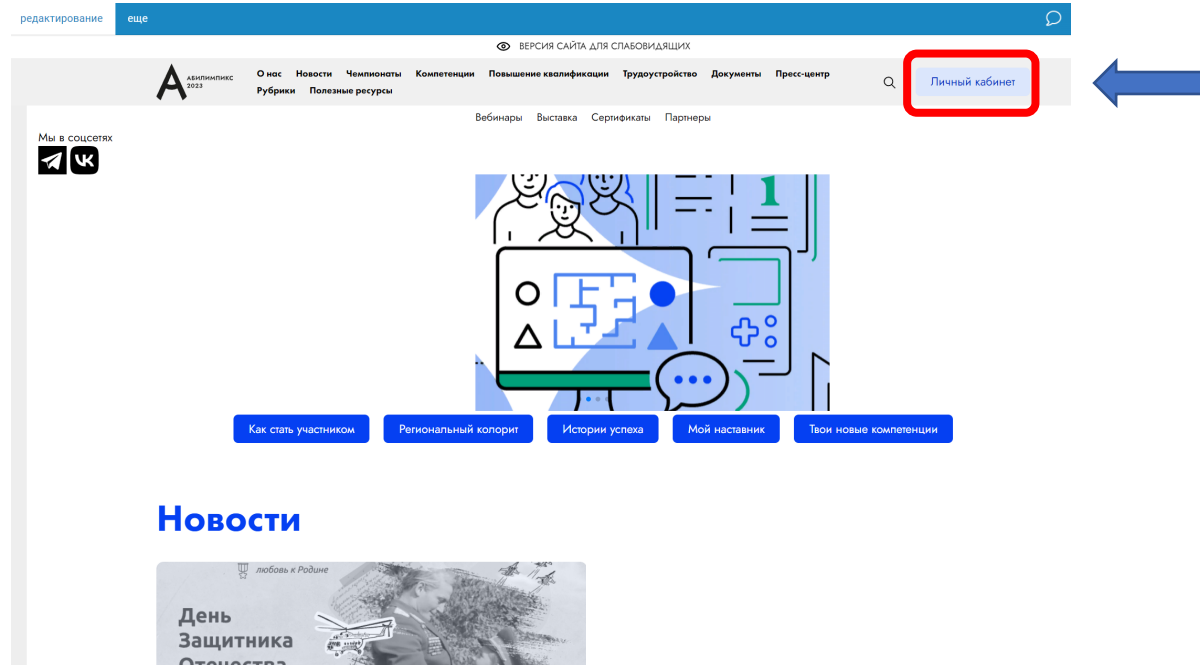 редактирование еще
ВЕРСИЯ САЙТА ДЛЯ СЛАБОВИДЯЩИХ
АБИЛИМПИКС
2023
О нас Новости Чемпионаты Компетенции Повышение квалификации Трудоустройство Документы Пресс-центр
Рубрики Полезные ресурсы
Личный кабинет
Вебинары Выставка Сертификаты Партнеры
Мы в соцсетях
Как стать участником Региональный колорит Истории успеха Мой наставник Твои новые компетенции
Новости
любовь к Родине
День
Защитника
Отечества